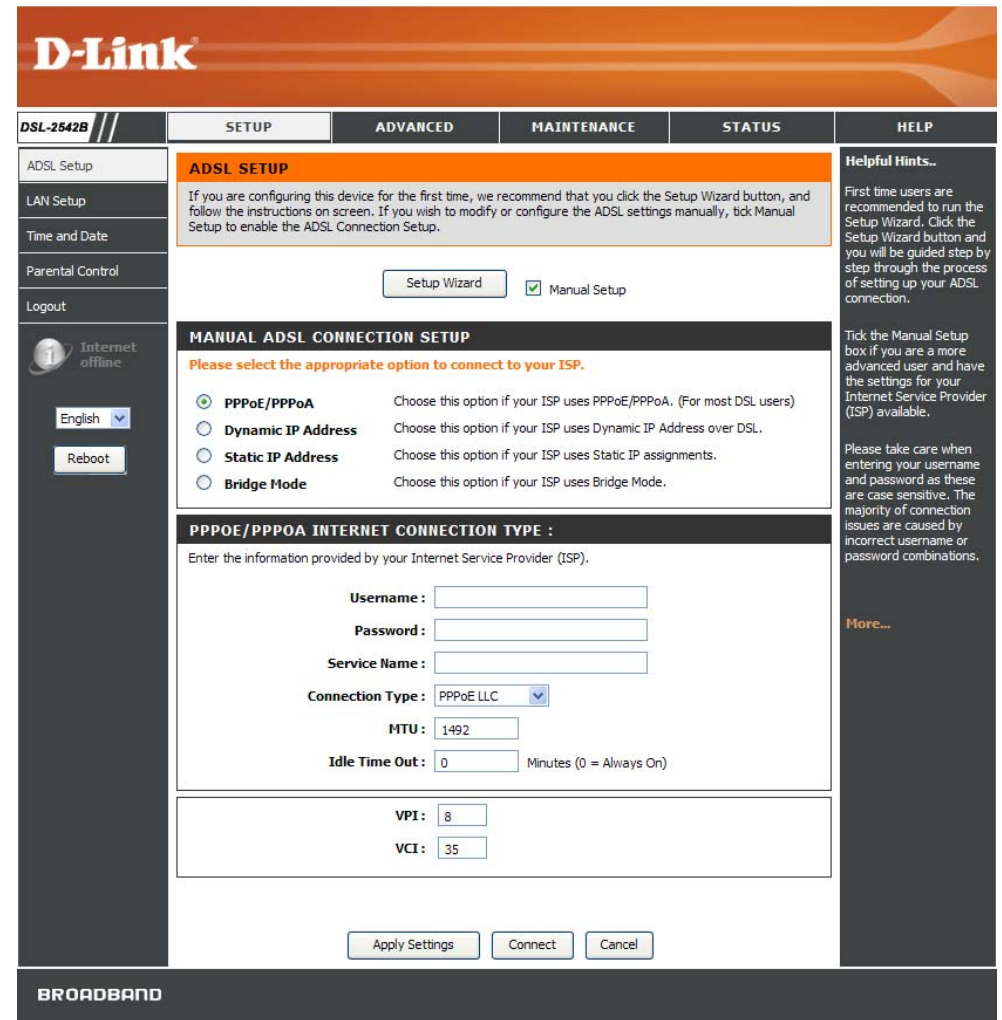 D-Link
DSL-2542B
SETUP
ADVANCED
MAINTENANCE
STATUS
HELP
ADSL Setup
LAN Setup
Time and Date
Parental Control
Logout
Internet
offline
English
Reboot
ADSL SETUP
If you are configuring this device for the first time, we recommend that you click the Setup Wizard button, and
follow the instructions on screen. If you wish to modify or configure the ADSL settings manually, tick Manual
Setup to enable the ADSL Connection Setup.
Setup Wizard
Manual Setup
MANUAL ADSL CONNECTION SETUP
Please select the appropriate option to connect to your ISP.
PPPoE/PPPoA Choose this option if your ISP uses PPPoE/PPPoA. (For most DSL users)
Dynamic IP Address Choose this option if your ISP uses Dynamic IP Address over DSL.
Static IP Address Choose this option if your ISP uses Static IP assignments.
Bridge Mode Choose this option if your ISP uses Bridge Mode.
PPPOE/PPPOA INTERNET CONNECTION TYPE :
Enter the information provided by your Internet Service Provider (ISP).
Username :
Password :
Service Name :
Connection Type : PPPoE LLC
MTU : 1492
Idle Time Out : 0 Minutes (0 = Always On)
VPI : 8
VCI : 35
Apply Settings
Connect
Cancel
Helpful Hints..
First time users are
recommended to run the
Setup Wizard. Click the
Setup Wizard button and
you will be guided step by
step through the process
of setting up your ADSL
connection.
Tick the Manual Setup
box if you are a more
advanced user and have
the settings for your
Internet Service Provider
(ISP) available.
Please take care when
entering your username
and password as these
are case sensitive. The
majority of connection
issues are caused by
incorrect username or
password combinations.
More...
BROADBAND